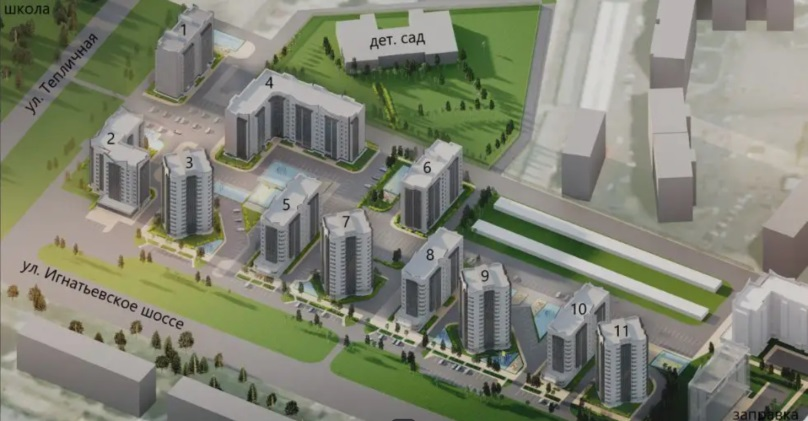 школа
ул. Тепличная
1
дет. сад
4
2
3
6
5
7
8
9
10
11
ул. Игнатьевское шоссе
заправка